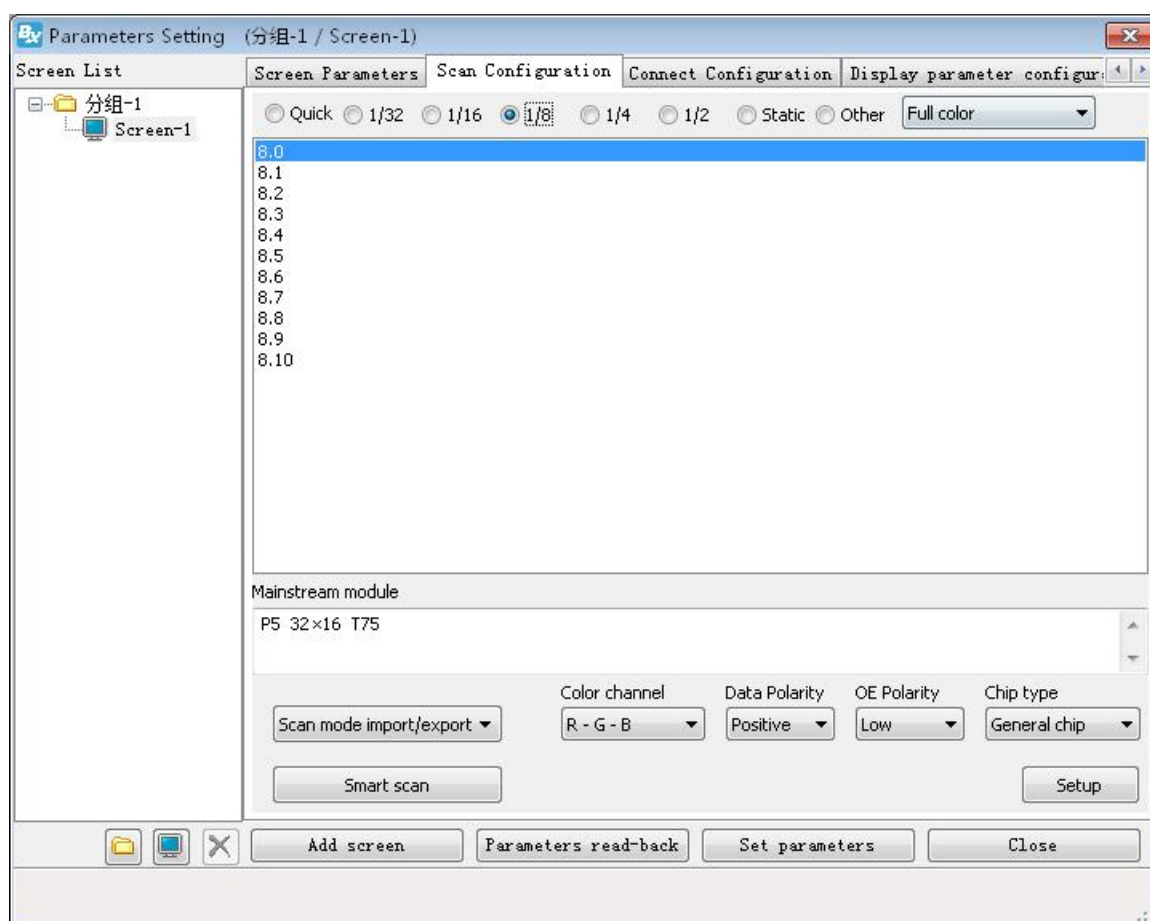 BX Parameters Setting (分组-1 / Screen-1)
Screen List
分组-1
Screen-1
Screen Parameters Scan Configuration Connect Configuration Display parameter configur
Quick 1/32 1/16 1/8 1/4 1/2 Static Other Full color
8.0
8.1
8.2
8.3
8.4
8.5
8.6
8.7
8.8
8.9
8.10
Mainstream module
P5 32×16 T75
Color channel Data Polarity OE Polarity Chip type
Scan mode import/export R - G - B Positive Low General chip
Smart scan Setup
Add screen Parameters read-back Set parameters Close